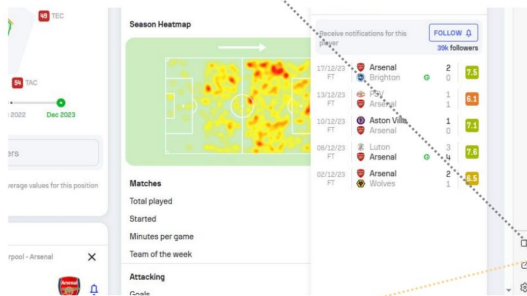 49 TEC
54 TAC
2022
Dec 2023
ers
verage values for this position
rpool - Arsenal
Season Heatmap
Matches
Total played
Started
Minutes per game
Team of the week
Attacking
Goals
Receive notifications for this player
FOLLOW
39k followers
17/12/23 Arsenal 2 7.5
FT Brighton 0
13/12/23 PSV 1 6.1
FT Arsenal 1
10/12/23 Aston Villa 1 7.1
FT Arsenal 0
08/12/23 Luton 3 7.6
FT Arsenal 4
02/12/23 Arsenal 2 6.5
FT Wolves 1